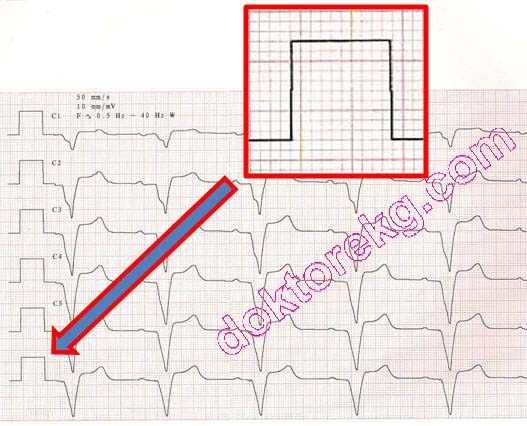 50 mm/s
10 mm/mV
F ∿ 0.5 Hz — 40 Hz W
C1
C2
C3
C4
C5
doktorekg.com